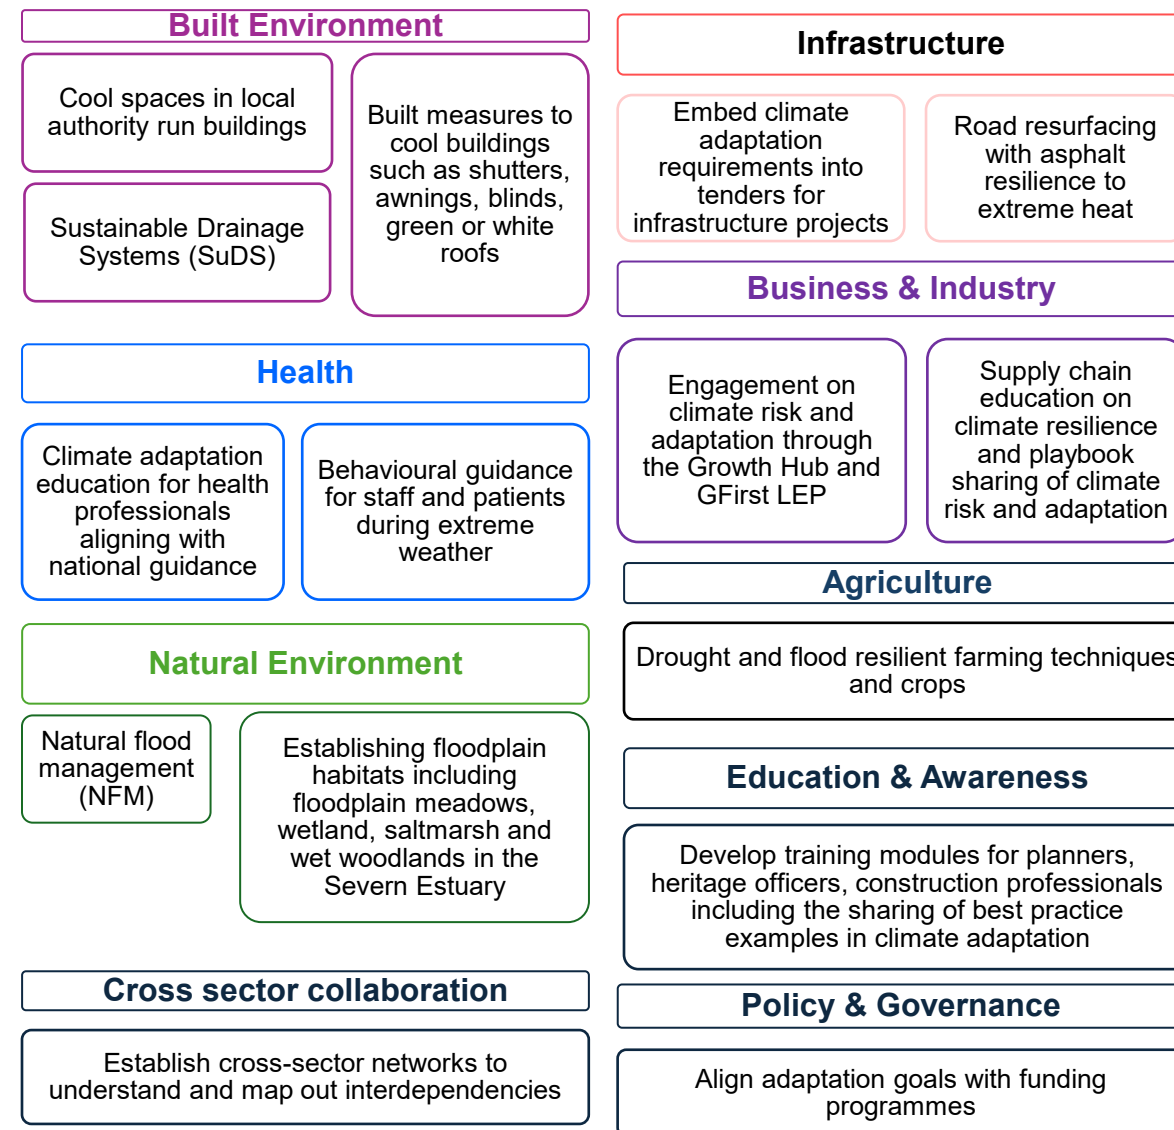 Built Environment
Cool spaces in local
authority run buildings
Sustainable Drainage
Systems (SuDS)
Built measures to
cool buildings
such as shutters,
awnings, blinds,
green or white
roofs
Health
Climate adaptation
education for health
professionals
aligning with
national guidance
Behavioural guidance
for staff and patients
during extreme
weather
Natural Environment
Natural flood
management
(NFM)
Establishing floodplain
habitats including
floodplain meadows,
wetland, saltmarsh and
wet woodlands in the
Severn Estuary
Cross sector collaboration
Establish cross-sector networks to
understand and map out interdependencies
Infrastructure
Embed climate
adaptation
requirements into
tenders for
infrastructure projects
Road resurfacing
with asphalt
resilience to
extreme heat
Business & Industry
Engagement on
climate risk and
adaptation through
the Growth Hub and
GFirst LEP
Supply chain
education on
climate resilience
and playbook
sharing of climate
risk and adaptation
Agriculture
Drought and flood resilient farming techniques
and crops
Education & Awareness
Develop training modules for planners,
heritage officers, construction professionals
including the sharing of best practice
examples in climate adaptation
Policy & Governance
Align adaptation goals with funding
programmes